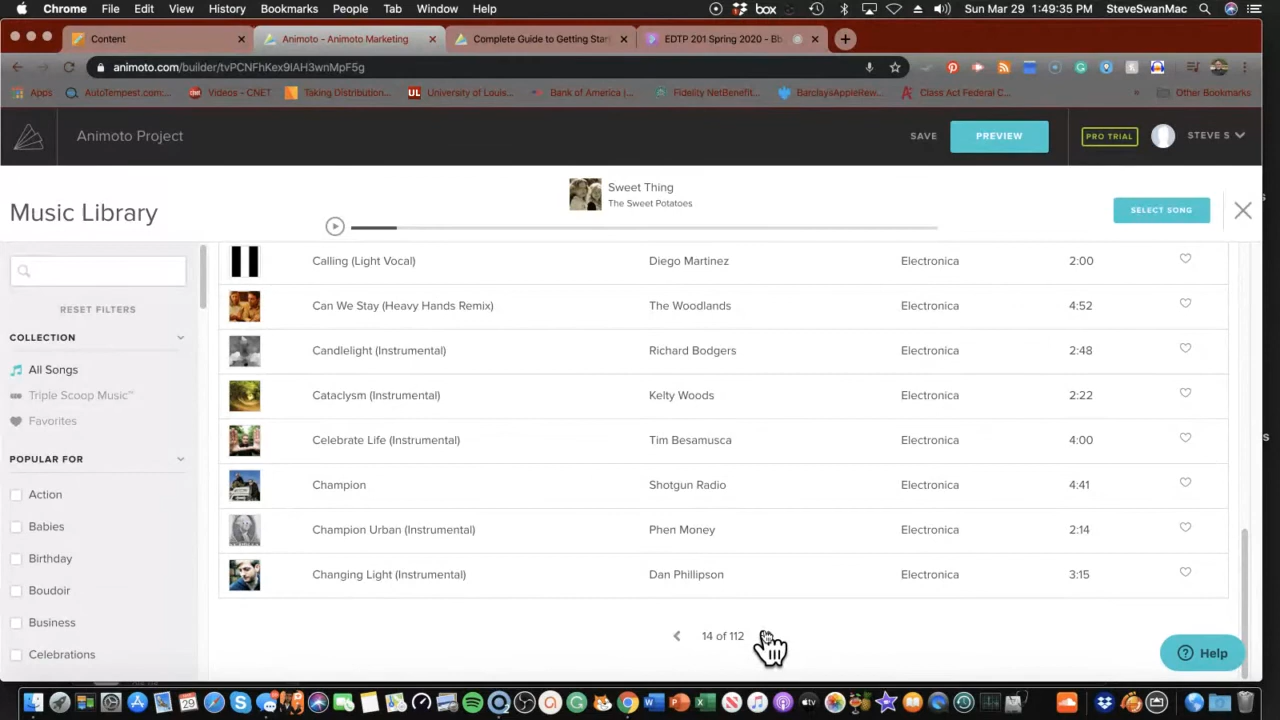 Chrome File Edit View History Bookmarks People Tab Window Help box Sun Mar 29 1:49:35 PM SteveSwanMac
Content Animoto - Animoto Marketing Complete Guide to Getting Star EDTP 201 Spring 2020 - Bb
animoto.com/builder/tvPCNFhKex9IAH3wnMpF5g
Apps AutoTempest.com:... Videos - CNET Taking Distribution... University of Louis... Bank of America (... Fidelity NetBenefit... BarclaysAppleRew... Class Act Federal C... » Other Bookmarks
Animoto Project SAVE PREVIEW PRO TRIAL STEVE S
Sweet Thing
The Sweet Potatoes
Music Library
SELECT SONG
RESET FILTERS
COLLECTION
All Songs
Triple Scoop Music™
Favorites
POPULAR FOR
Action
Babies
Birthday
Boudoir
Business
Celebrations
Calling (Light Vocal) Diego Martinez Electronica 2:00
Can We Stay (Heavy Hands Remix) The Woodlands Electronica 4:52
Candlelight (Instrumental) Richard Bodgers Electronica 2:48
Cataclysm (Instrumental) Kelty Woods Electronica 2:22
Celebrate Life (Instrumental) Tim Besamusca Electronica 4:00
Champion Shotgun Radio Electronica 4:41
Champion Urban (Instrumental) Phen Money Electronica 2:14
Changing Light (Instrumental) Dan Phillipson Electronica 3:15
14 of 112
Help